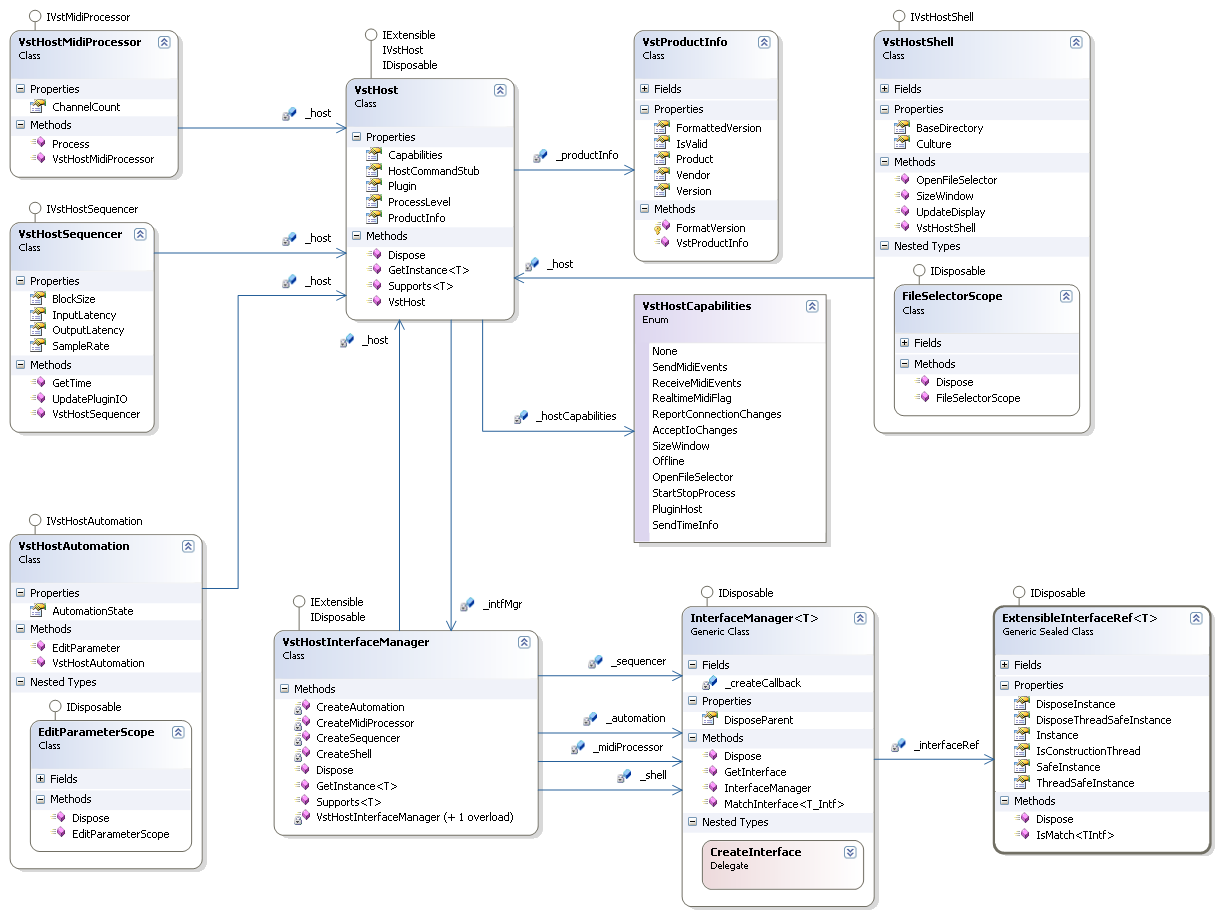 IVstMidiProcessor
VstHostMidiProcessor
Class
Properties
ChannelCount
Methods
Process
VstHostMidiProcessor
_host
IExtensible
IVstHost
IDisposable
VstHost
Class
Properties
Capabilities
HostCommandStub
Plugin
ProcessLevel
ProductInfo
Methods
Dispose
GetInstance<T>
Supports<T>
VstHost
_productInfo
VstProductInfo
Class
Fields
Properties
FormattedVersion
IsValid
Product
Vendor
Version
Methods
FormatVersion
VstProductInfo
IVstHostShell
VstHostShell
Class
Fields
Properties
BaseDirectory
Culture
Methods
OpenFileSelector
SizeWindow
UpdateDisplay
VstHostShell
Nested Types
IDisposable
FileSelectorScope
Class
Fields
Methods
Dispose
FileSelectorScope
_host
IVstHostSequencer
VstHostSequencer
Class
Properties
BlockSize
InputLatency
OutputLatency
SampleRate
Methods
GetTime
UpdatePluginIO
VstHostSequencer
_host
_host
_host
_hostCapabilities
VstHostCapabilities
Enum
None
SendMidiEvents
ReceiveMidiEvents
RealtimeMidiFlag
ReportConnectionChanges
AcceptIoChanges
SizeWindow
Offline
OpenFileSelector
StartStopProcess
PluginHost
SendTimeInfo
IVstHostAutomation
VstHostAutomation
Class
Properties
AutomationState
Methods
EditParameter
VstHostAutomation
Nested Types
IDisposable
EditParameterScope
Class
Fields
Methods
Dispose
EditParameterScope
_intfMgr
IExtensible
IDisposable
VstHostInterfaceManager
Class
Methods
CreateAutomation
CreateMidiProcessor
CreateSequencer
CreateShell
Dispose
GetInstance<T>
Supports<T>
VstHostInterfaceManager (+ 1 overload)
_sequencer
_automation
_midiProcessor
_shell
IDisposable
InterfaceManager<T>
Generic Class
Fields
_createCallback
Properties
DisposeParent
Methods
Dispose
GetInterface
InterfaceManager
MatchInterface<T_Intf>
Nested Types
CreateInterface
Delegate
_interfaceRef
IDisposable
ExtensibleInterfaceRef<T>
Generic Sealed Class
Fields
Properties
DisposeInstance
DisposeThreadSafeInstance
Instance
IsConstructionThread
SafeInstance
ThreadSafeInstance
Methods
Dispose
IsMatch<TIntf>